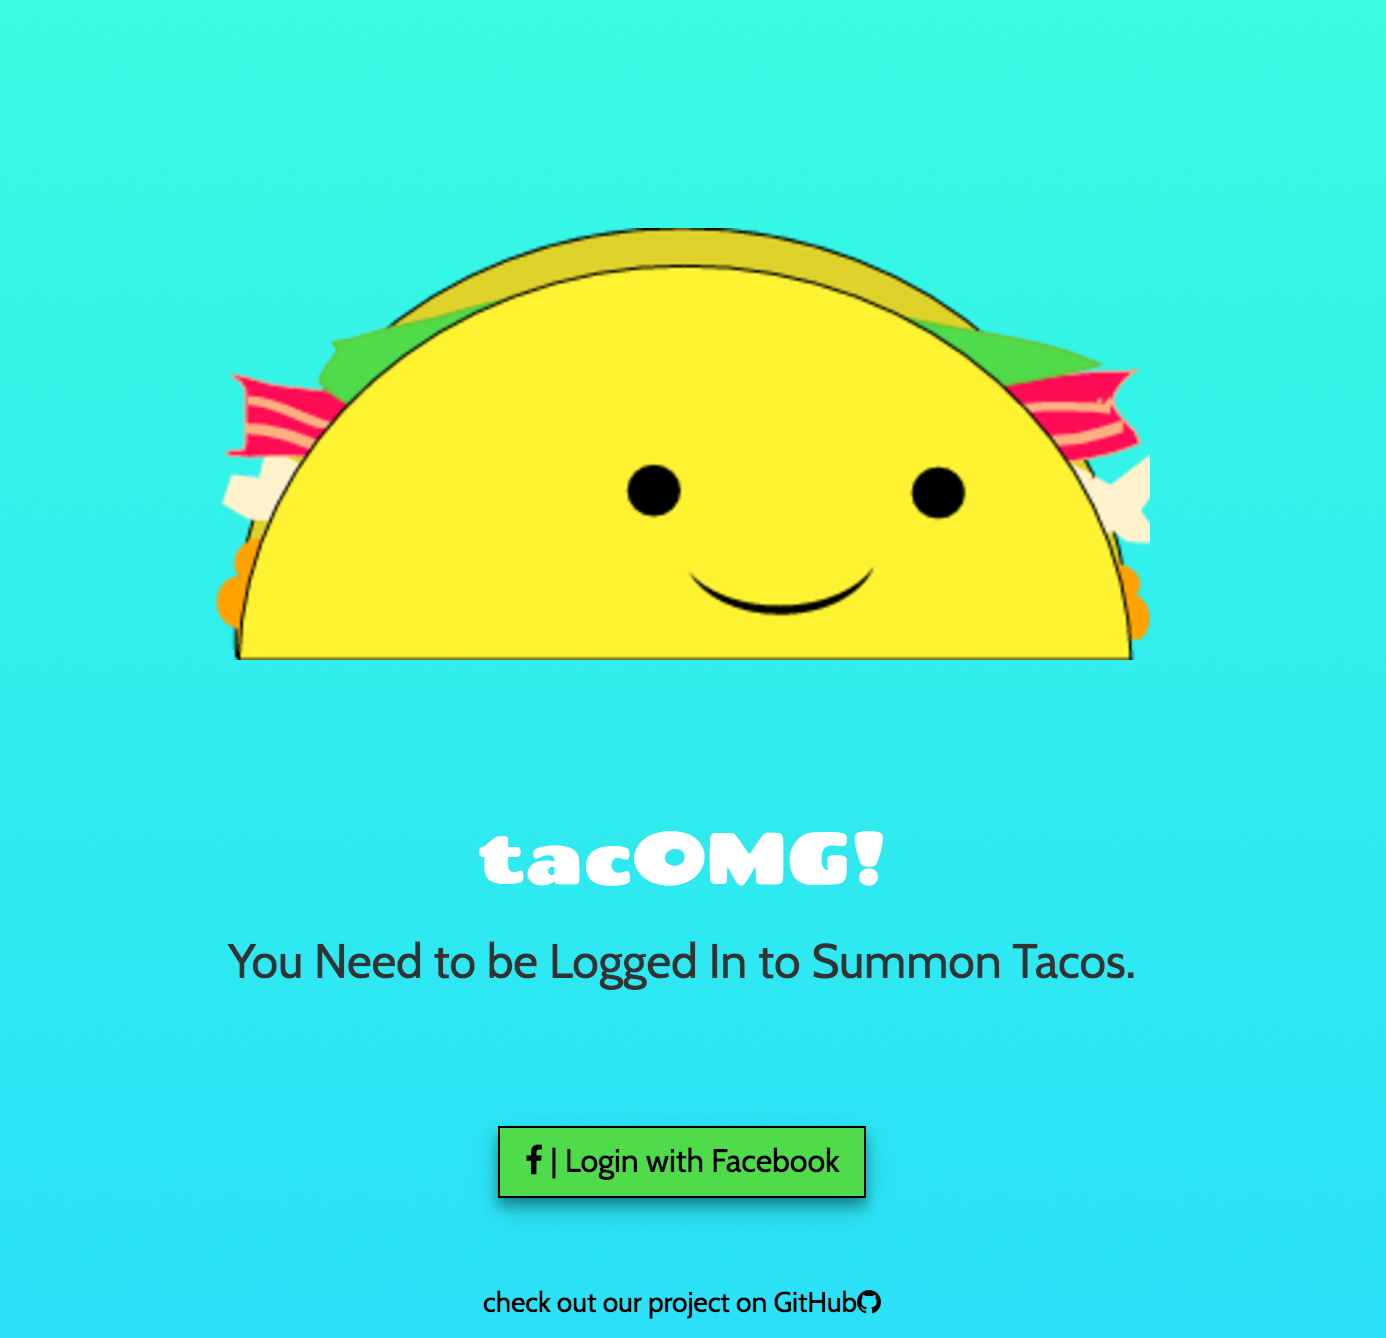 tacOMG!
You Need to be Logged In to Summon Tacos.
| Login with Facebook
check out our project on GitHub